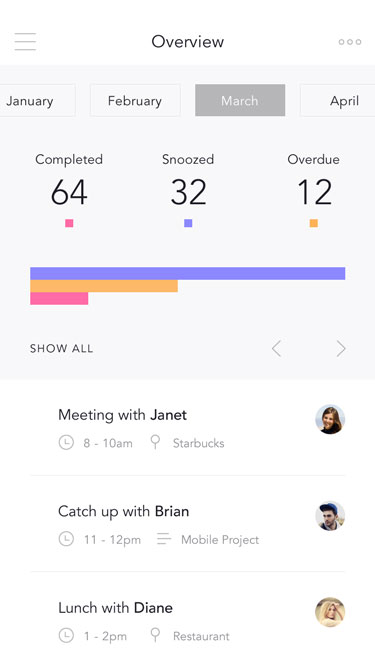 Overview
January February March April
Completed Snoozed Overdue
64 32 12
SHOW ALL
Meeting with Janet
8 - 10am Starbucks
Catch up with Brian
11 - 12pm Mobile Project
Lunch with Diane
1 - 2pm Restaurant